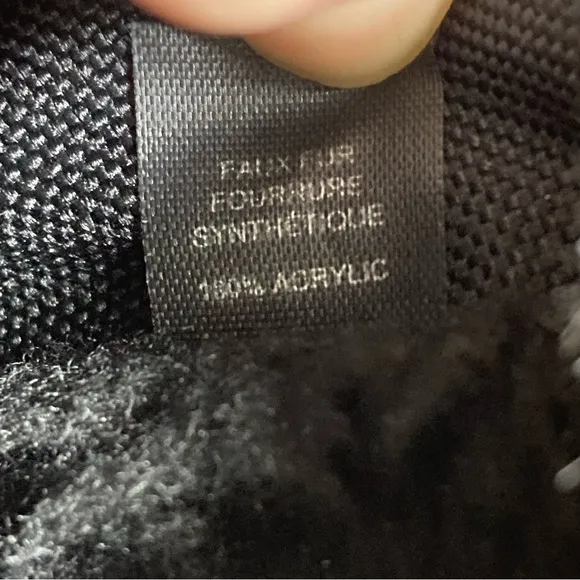 FAUX FUR
FOURRURE
SYNTHÉTIQUE
100% ACRYLIC